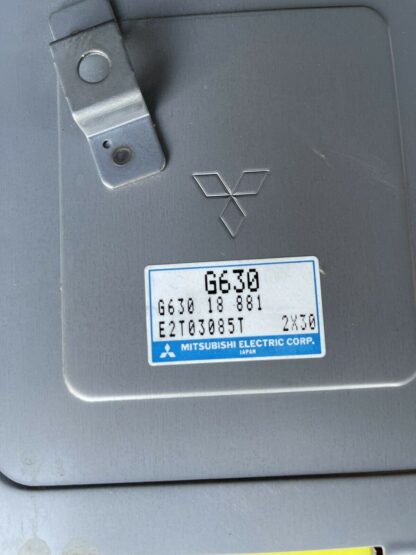 G630
G630 18 881
E2T03085T 2X30
MITSUBISHI ELECTRIC CORP.
JAPAN